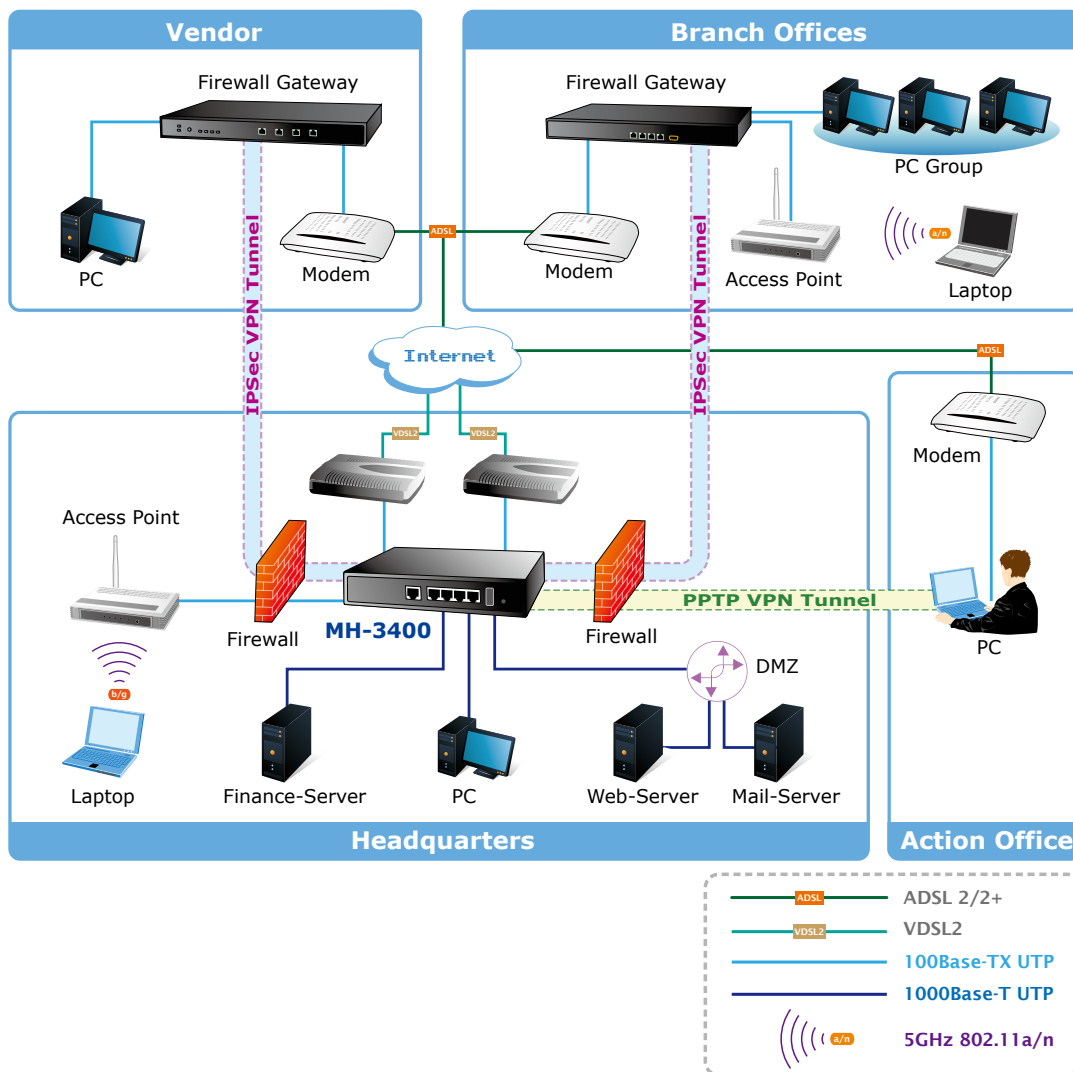 Vendor
Branch Offices
Firewall Gateway
Firewall Gateway
PC Group
PC
Modem
ADSL
Modem
Access Point
a/n
Laptop
IPSec VPN Tunnel
IPSec VPN Tunnel
Internet
ADSL
VDSL2
VDSL2
Modem
Access Point
Firewall
MH-3400
Firewall
PPTP VPN Tunnel
PC
DMZ
b/g
Laptop
Finance-Server
PC
Web-Server
Mail-Server
Headquarters
Action Office
ADSL
ADSL 2/2+
VDSL2
VDSL2
100Base-TX UTP
1000Base-T UTP
a/n
5GHz 802.11a/n